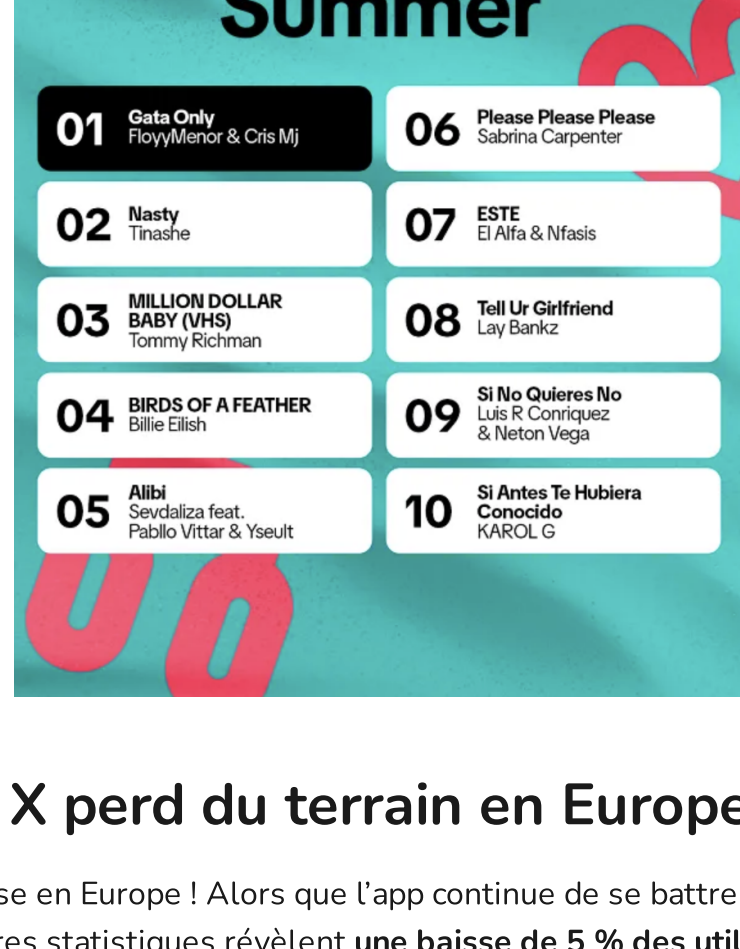 Summer
01
Gata Only
FloyyMenor & Cris Mj
02
Nasty
Tinashe
03
MILLION DOLLAR
BABY (VHS)
Tommy Richman
04
BIRDS OF A FEATHER
Billie Eilish
05
Alibi
Sevdaliza feat.
Pabllo Vittar & Yseult
06
Please Please Please
Sabrina Carpenter
07
ESTE
El Alfa & Nfasis
08
Tell Ur Girlfriend
Lay Bankz
09
Si No Quieres No
Luis R Conriquez
& Neton Vega
10
Si Antes Te Hubiera
Conocido
KAROL G
X perd du terrain en Europe
se en Europe ! Alors que l’app continue de se battre
res statistiques révèlent une baisse de 5 % des util